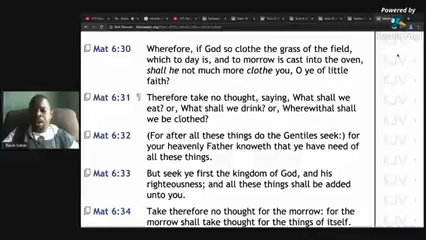 Powered by
Mat 6:30 Wherefore, if God so clothe the grass of the field,
which to day is, and to morrow is cast into the oven,
shall he not much more clothe you, O ye of little
faith?
Mat 6:31 ¶ Therefore take no thought, saying, What shall we
eat? or, What shall we drink? or, Wherewithal shall
we be clothed?
Mat 6:32 (For after all these things do the Gentiles seek:) for
your heavenly Father knoweth that ye have need of
all these things.
Mat 6:33 But seek ye first the kingdom of God, and his
righteousness; and all these things shall be added
unto you.
Mat 6:34 Take therefore no thought for the morrow: for the
morrow shall take thought for the things of itself.
KJV
KJV
KJV
KJV
KJV